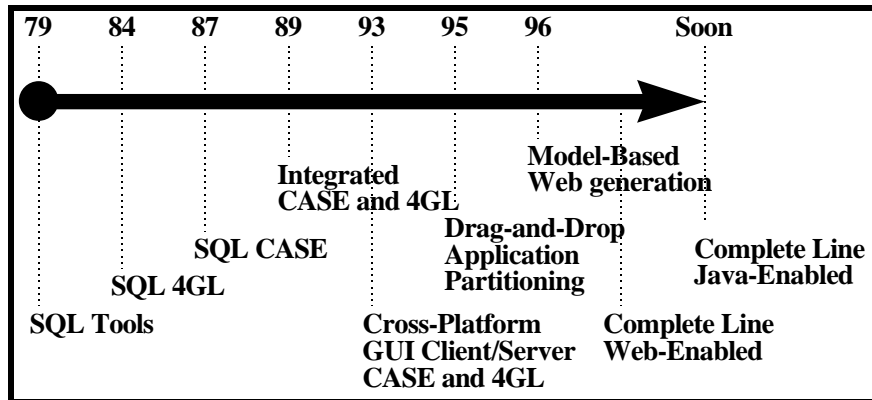 79 84 87 89 93 95 96 Soon
Integrated
CASE and 4GL
Model-Based
Web generation
SQL CASE
Drag-and-Drop
Application
Partitioning
Complete Line
Java-Enabled
SQL 4GL
SQL Tools
Cross-Platform
GUI Client/Server
CASE and 4GL
Complete Line
Web-Enabled